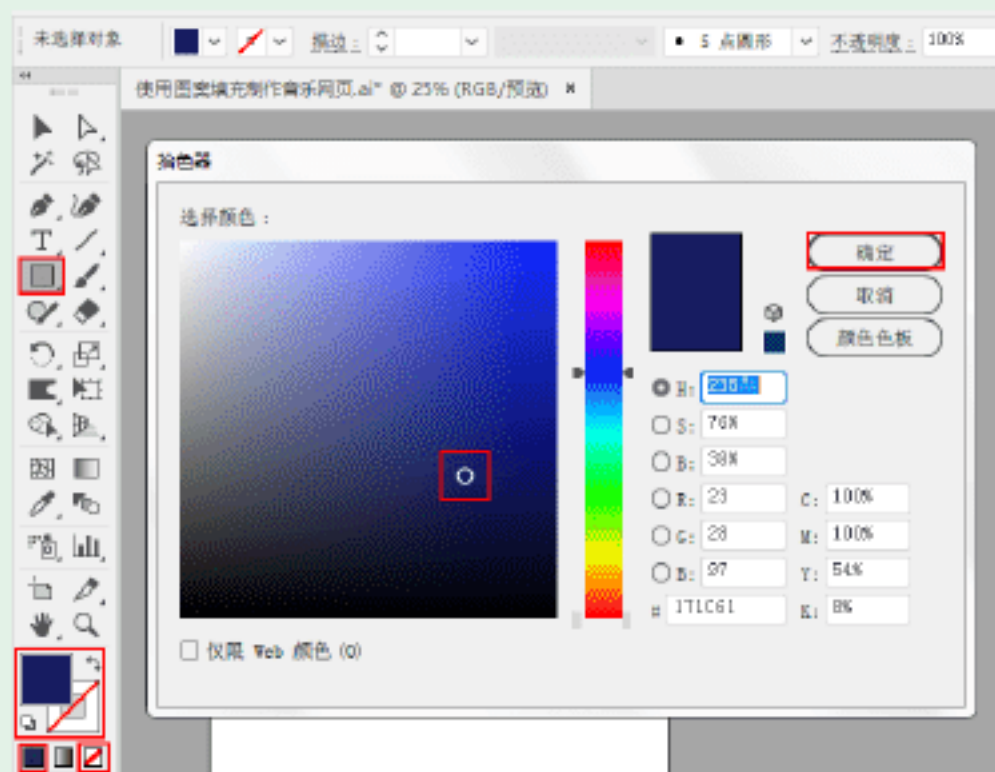 未选择对象 描边： 5 点圆形 不透明度： 100%
使用图案填充制作音乐网页.ai* @ 25% (RGB/预览) ×
拾色器
选择颜色：
确定
取消
颜色色板
H:
S: 76%
B: 38%
R: 23
G: 28
B: 97
# 171C61
C: 100%
M: 100%
Y: 54%
K: 8%
仅限 Web 颜色 (O)